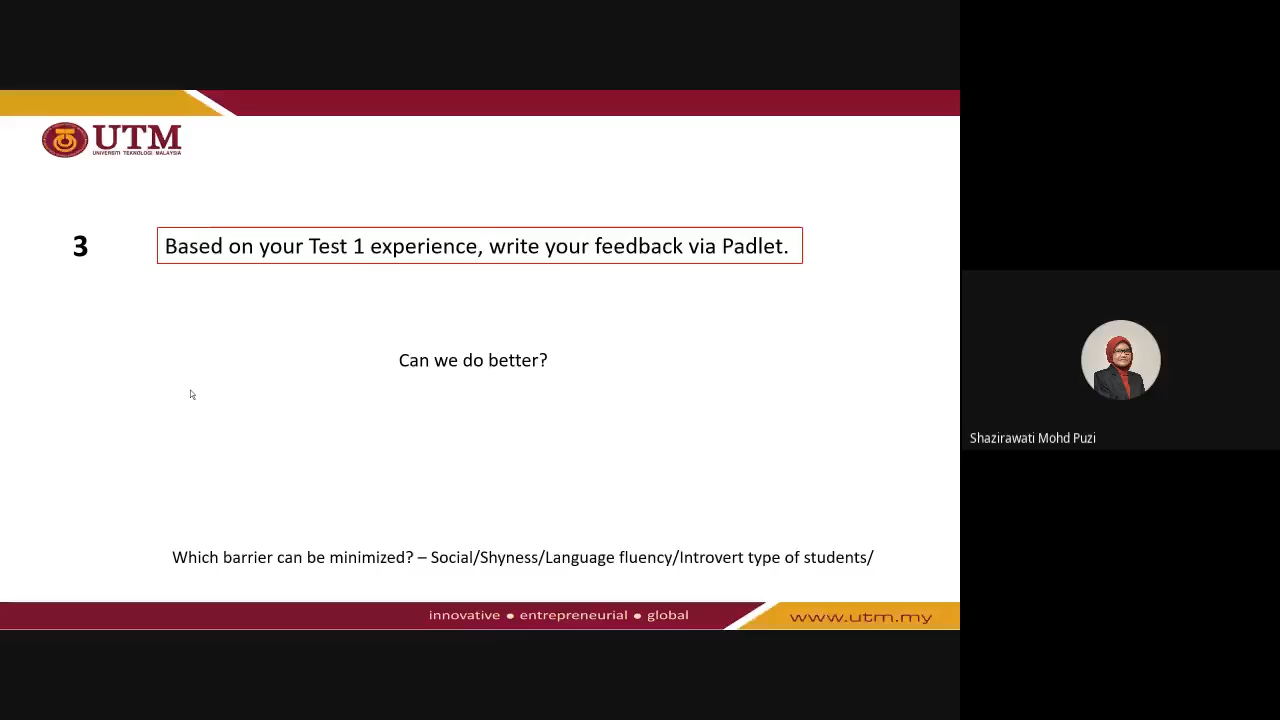 UTM
UNIVERSITI TEKNOLOGI MALAYSIA
3
Based on your Test 1 experience, write your feedback via Padlet.
Can we do better?
Shazirawati Mohd Puzi
Which barrier can be minimized? – Social/Shyness/Language fluency/Introvert type of students/
innovative ● entrepreneurial ● global
www.utm.my